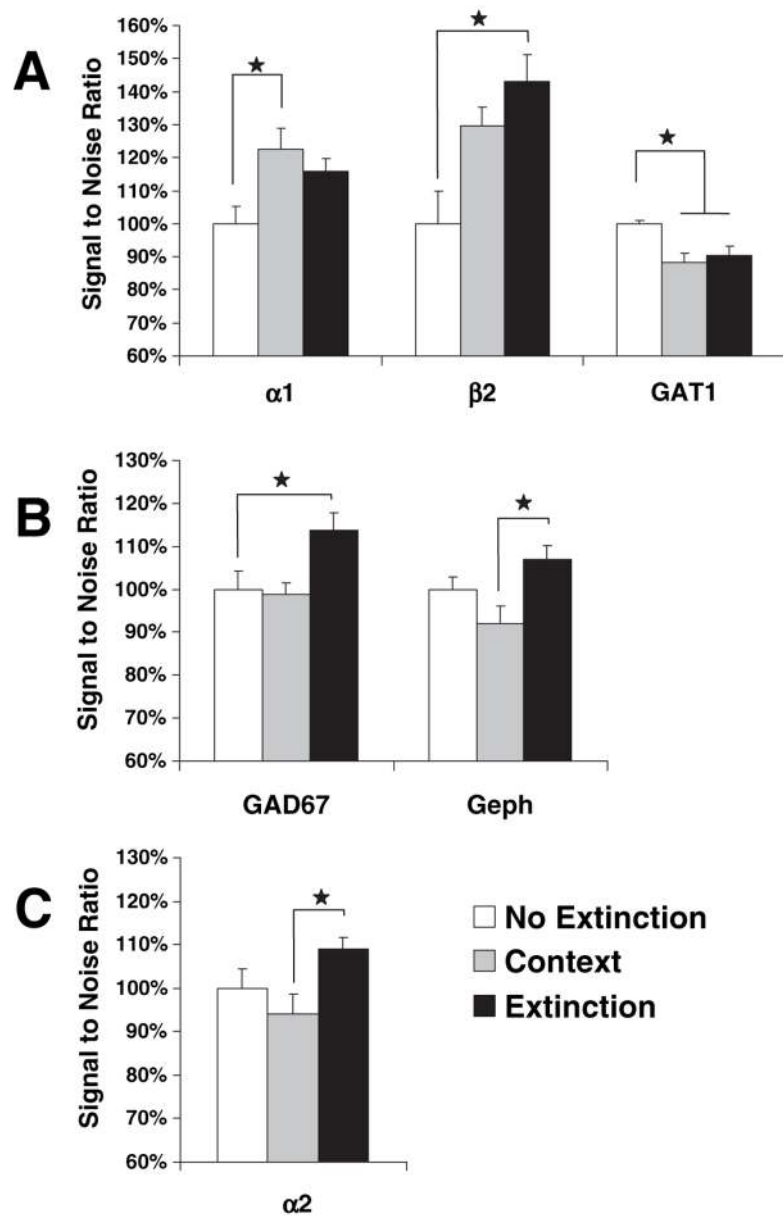 A
Signal to Noise Ratio
160%
150%
140%
130%
120%
110%
100%
90%
80%
70%
60%
α1
β2
GAT1
B
Signal to Noise Ratio
130%
120%
110%
100%
90%
80%
70%
60%
GAD67
Geph
C
Signal to Noise Ratio
130%
120%
110%
100%
90%
80%
70%
60%
α2
No Extinction
Context
Extinction